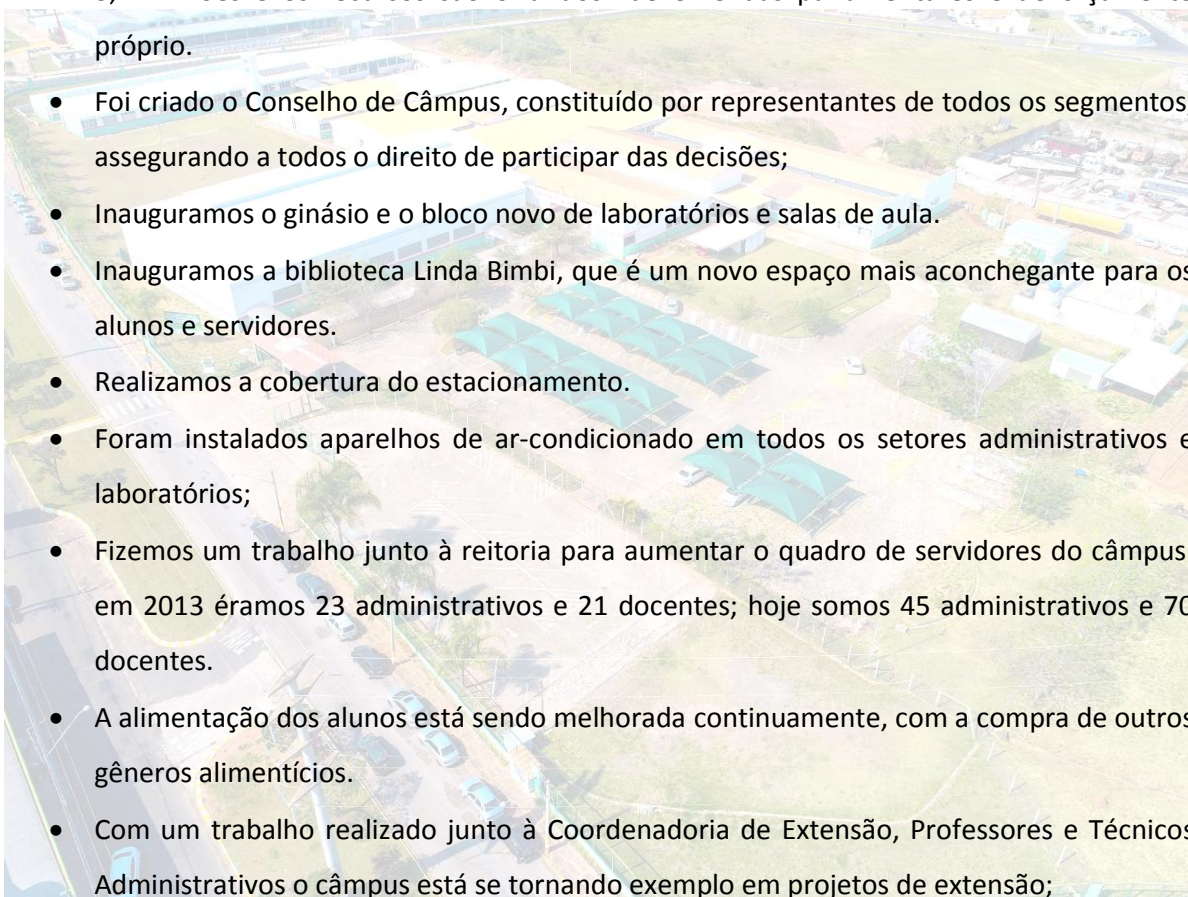 próprio.
• Foi criado o Conselho de Câmpus, constituído por representantes de todos os segmentos,
assegurando a todos o direito de participar das decisões;
• Inauguramos o ginásio e o bloco novo de laboratórios e salas de aula.
• Inauguramos a biblioteca Linda Bimbi, que é um novo espaço mais aconchegante para os
alunos e servidores.
• Realizamos a cobertura do estacionamento.
• Foram instalados aparelhos de ar-condicionado em todos os setores administrativos e
laboratórios;
• Fizemos um trabalho junto à reitoria para aumentar o quadro de servidores do câmpus,
em 2013 éramos 23 administrativos e 21 docentes; hoje somos 45 administrativos e 70
docentes.
• A alimentação dos alunos está sendo melhorada continuamente, com a compra de outros
gêneros alimentícios.
• Com um trabalho realizado junto à Coordenadoria de Extensão, Professores e Técnicos
Administrativos o câmpus está se tornando exemplo em projetos de extensão;